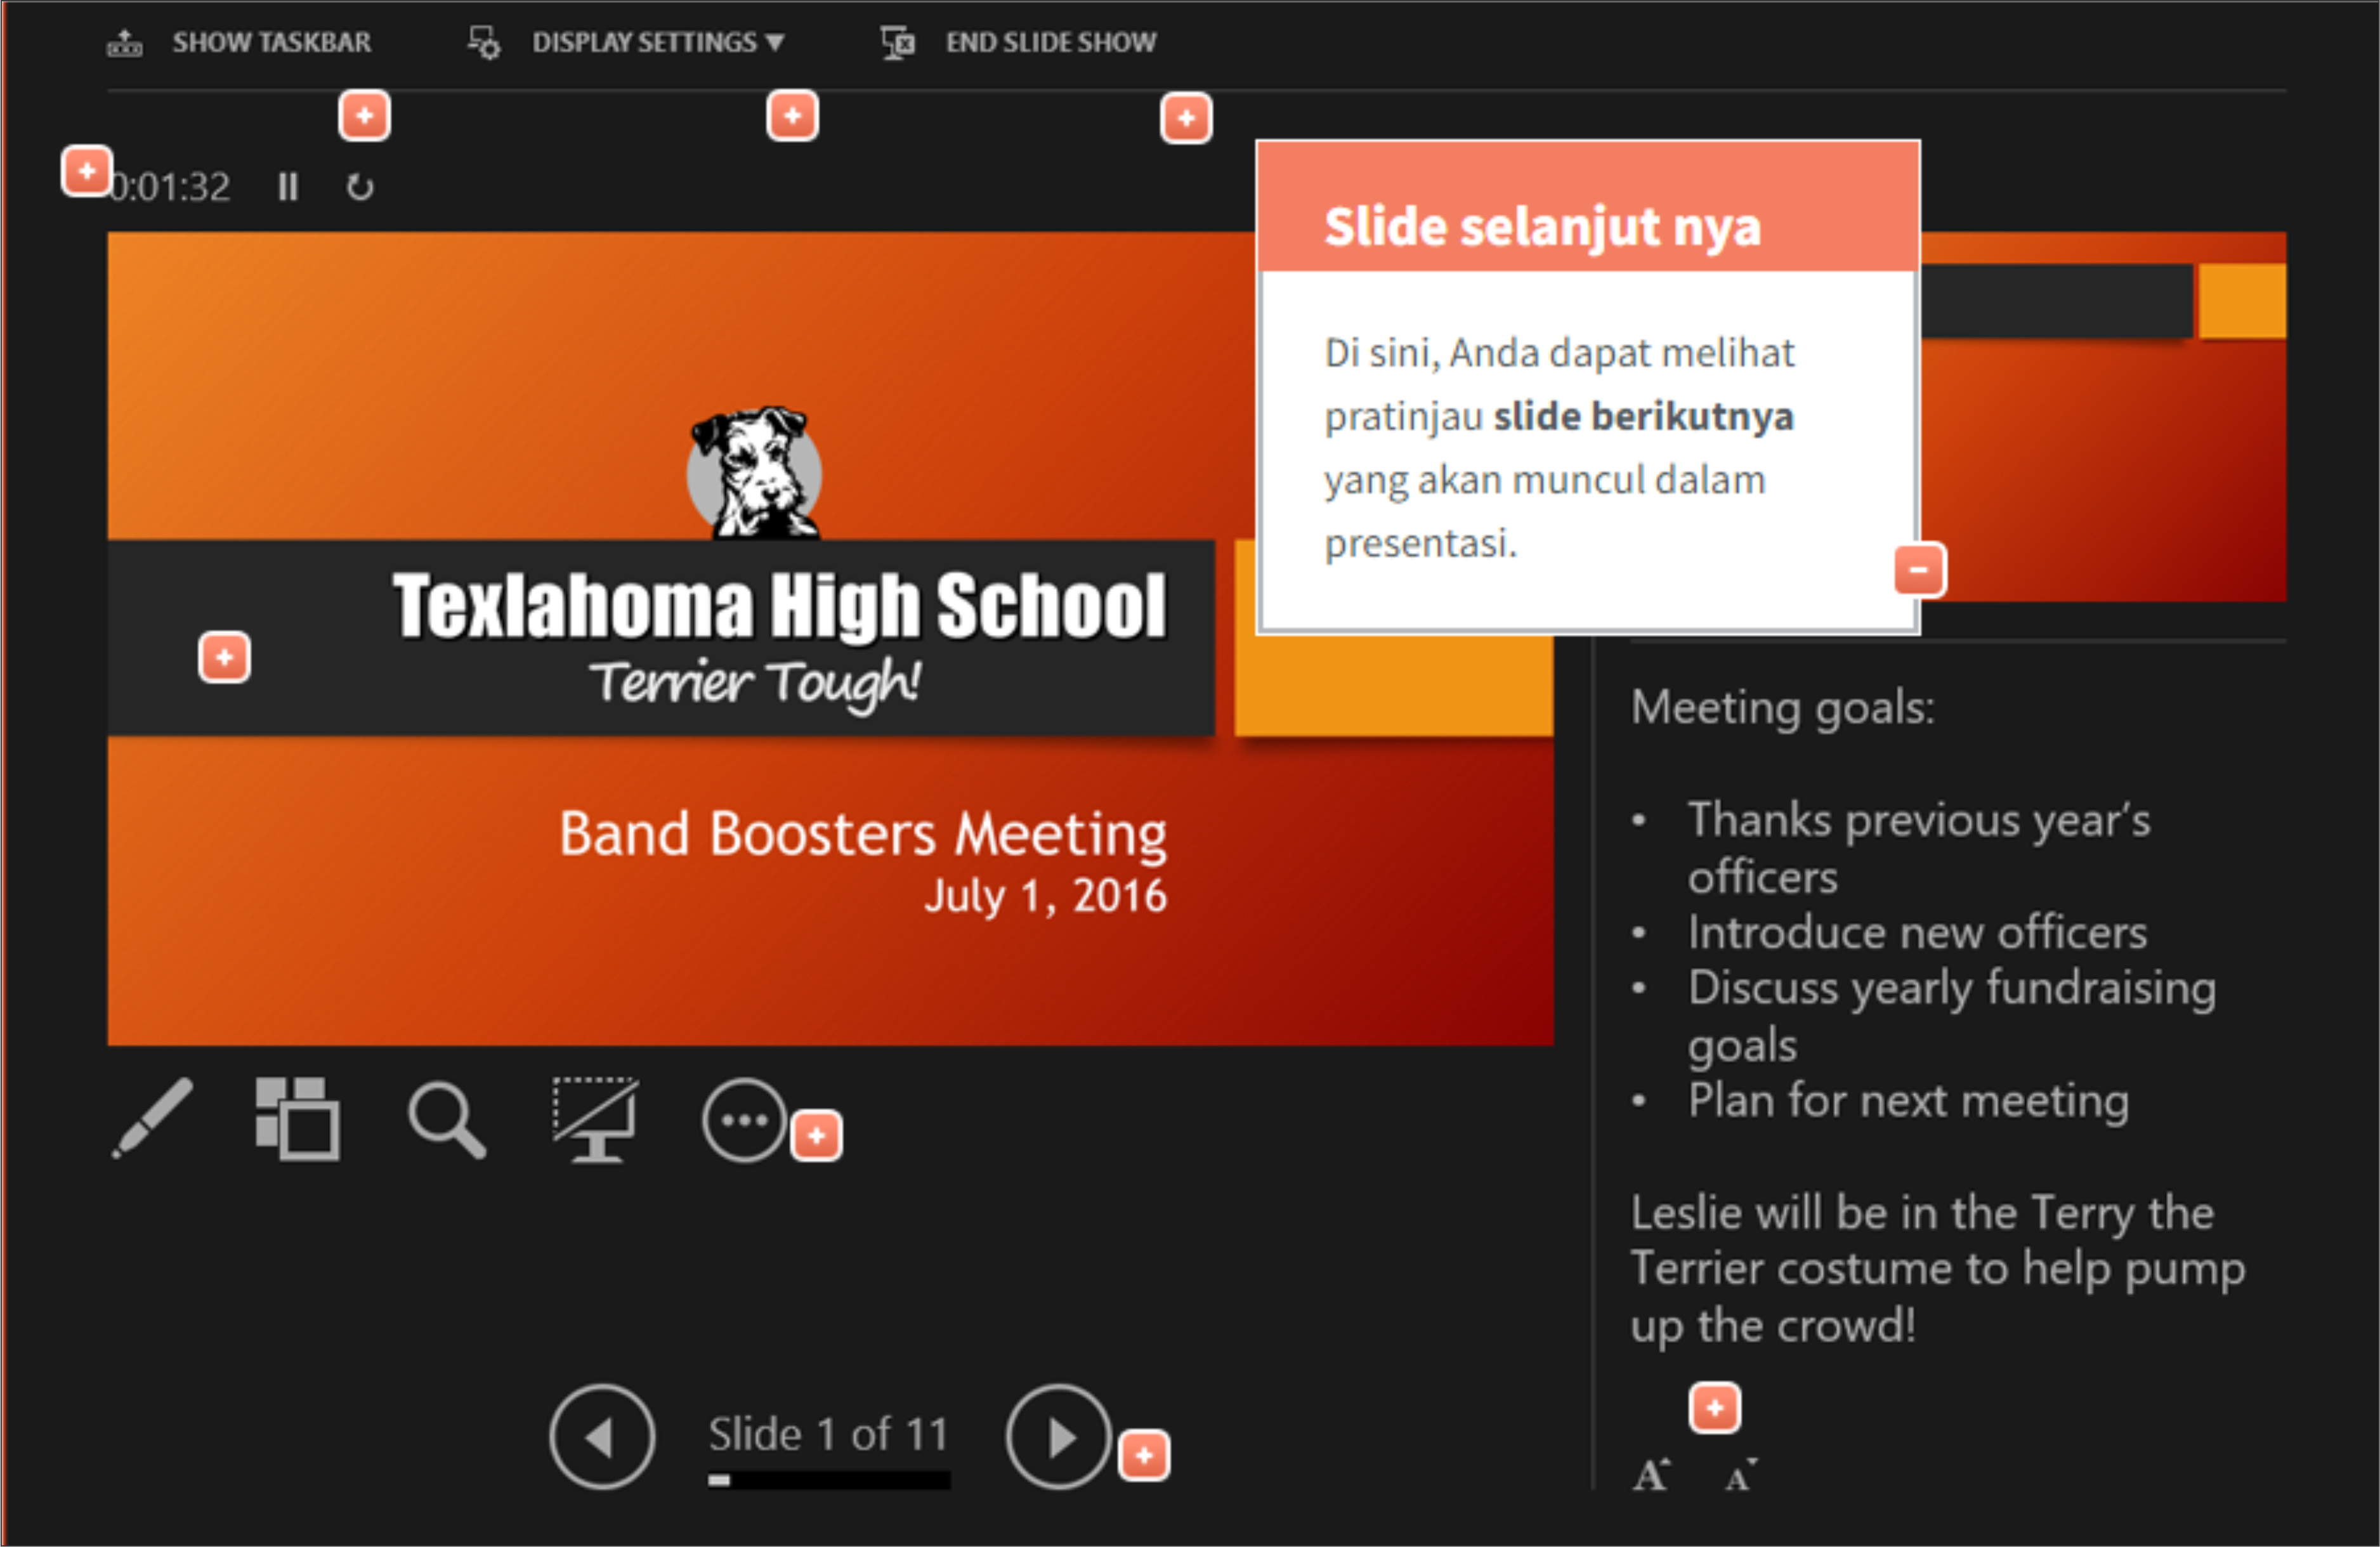 SHOW TASKBAR
DISPLAY SETTINGS
END SLIDE SHOW
0:01:32
Slide selanjut nya
Di sini, Anda dapat melihat
pratinjau slide berikutnya
yang akan muncul dalam
presentasi.
Texlahoma High School
Terrier Tough!
Band Boosters Meeting
July 1, 2016
Meeting goals:
• Thanks previous year's
officers
• Introduce new officers
• Discuss yearly fundraising
goals
• Plan for next meeting
Leslie will be in the Terry the
Terrier costume to help pump
up the crowd!
Slide 1 of 11
A A